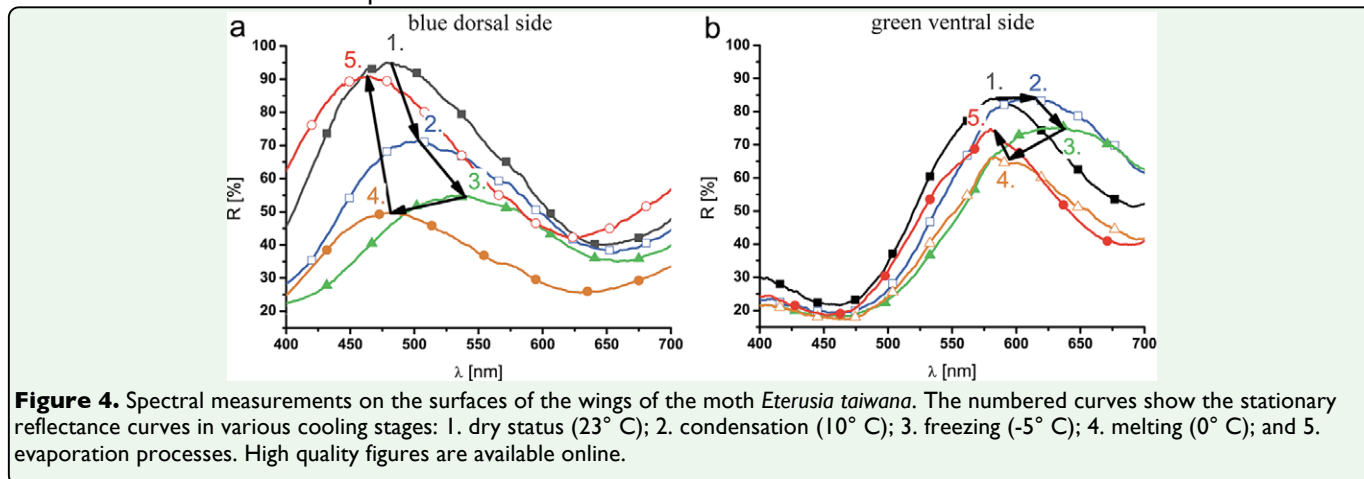 blue dorsal side
green ventral side
a
b
1.
5.
2.
3.
4.
1.
2.
5.
3.
4.
100
90
80
70
60
50
40
30
20
R [%]
400 450 500 550 600 650 700
λ [nm]
100
90
80
70
60
50
40
30
20
R [%]
400 450 500 550 600 650 700
λ [nm]
Figure 4. Spectral measurements on the surfaces of the wings of the moth Eterusia taiwana. The numbered curves show the stationary
reflectance curves in various cooling stages: 1. dry status (23° C); 2. condensation (10° C); 3. freezing (-5° C); 4. melting (0° C); and 5.
evaporation processes. High quality figures are available online.